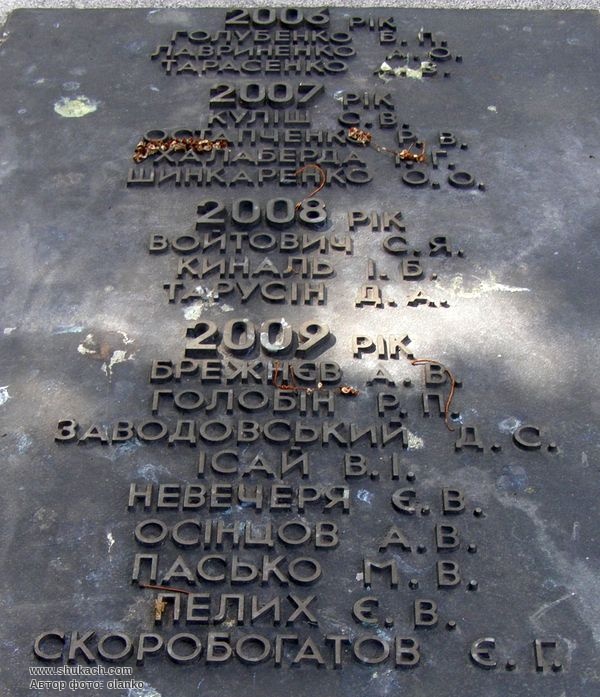 2006 РІК
ГОЛУБЕНКО Є. П.
ЛАВРИНЕНКО А. О.
ТАРАСЕНКО В.
2007 РІК
КУЛІШ С. В.
ОСТАПЧЕНКО Р. В.
ХАЛАБЕРДА Г.
ШИНКАРЕНКО О. О.
2008 РІК
ВОЙТОВИЧ С. Я.
КИНАЛЬ І. Б.
ТАРУСІН Д. А.
2009 РІК
БРЕЖНЄВ А. В.
ГОЛОБІН Р. П.
ЗАВОДОВСЬКИЙ Д. С.
ІСАЙ В. І.
НЕВЕЧЕРЯ Є. В.
ОСІНЦОВ А. В.
ПАСЬКО М. В.
ПЕЛИХ Є. В.
СКОРОБОГАТОВ Є. Г.
www.shukach.com
Автор фото: olanko